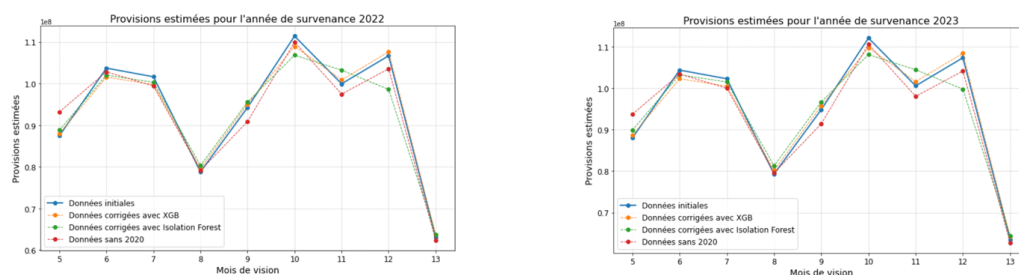 Provisions estimées pour l'année de survenance 2022
1e8
Provisions estimées
1.1
1.0
0.9
0.8
0.7
0.6
Données initiales
Données corrigées avec XGB
Données corrigées avec Isolation Forest
Données sans 2020
5 6 7 8 9 10 11 12 13
Mois de vision
Provisions estimées pour l'année de survenance 2023
1e8
Provisions estimées
1.1
1.0
0.9
0.8
0.7
Données initiales
Données corrigées avec XGB
Données corrigées avec Isolation Forest
Données sans 2020
5 6 7 8 9 10 11 12 13
Mois de vision